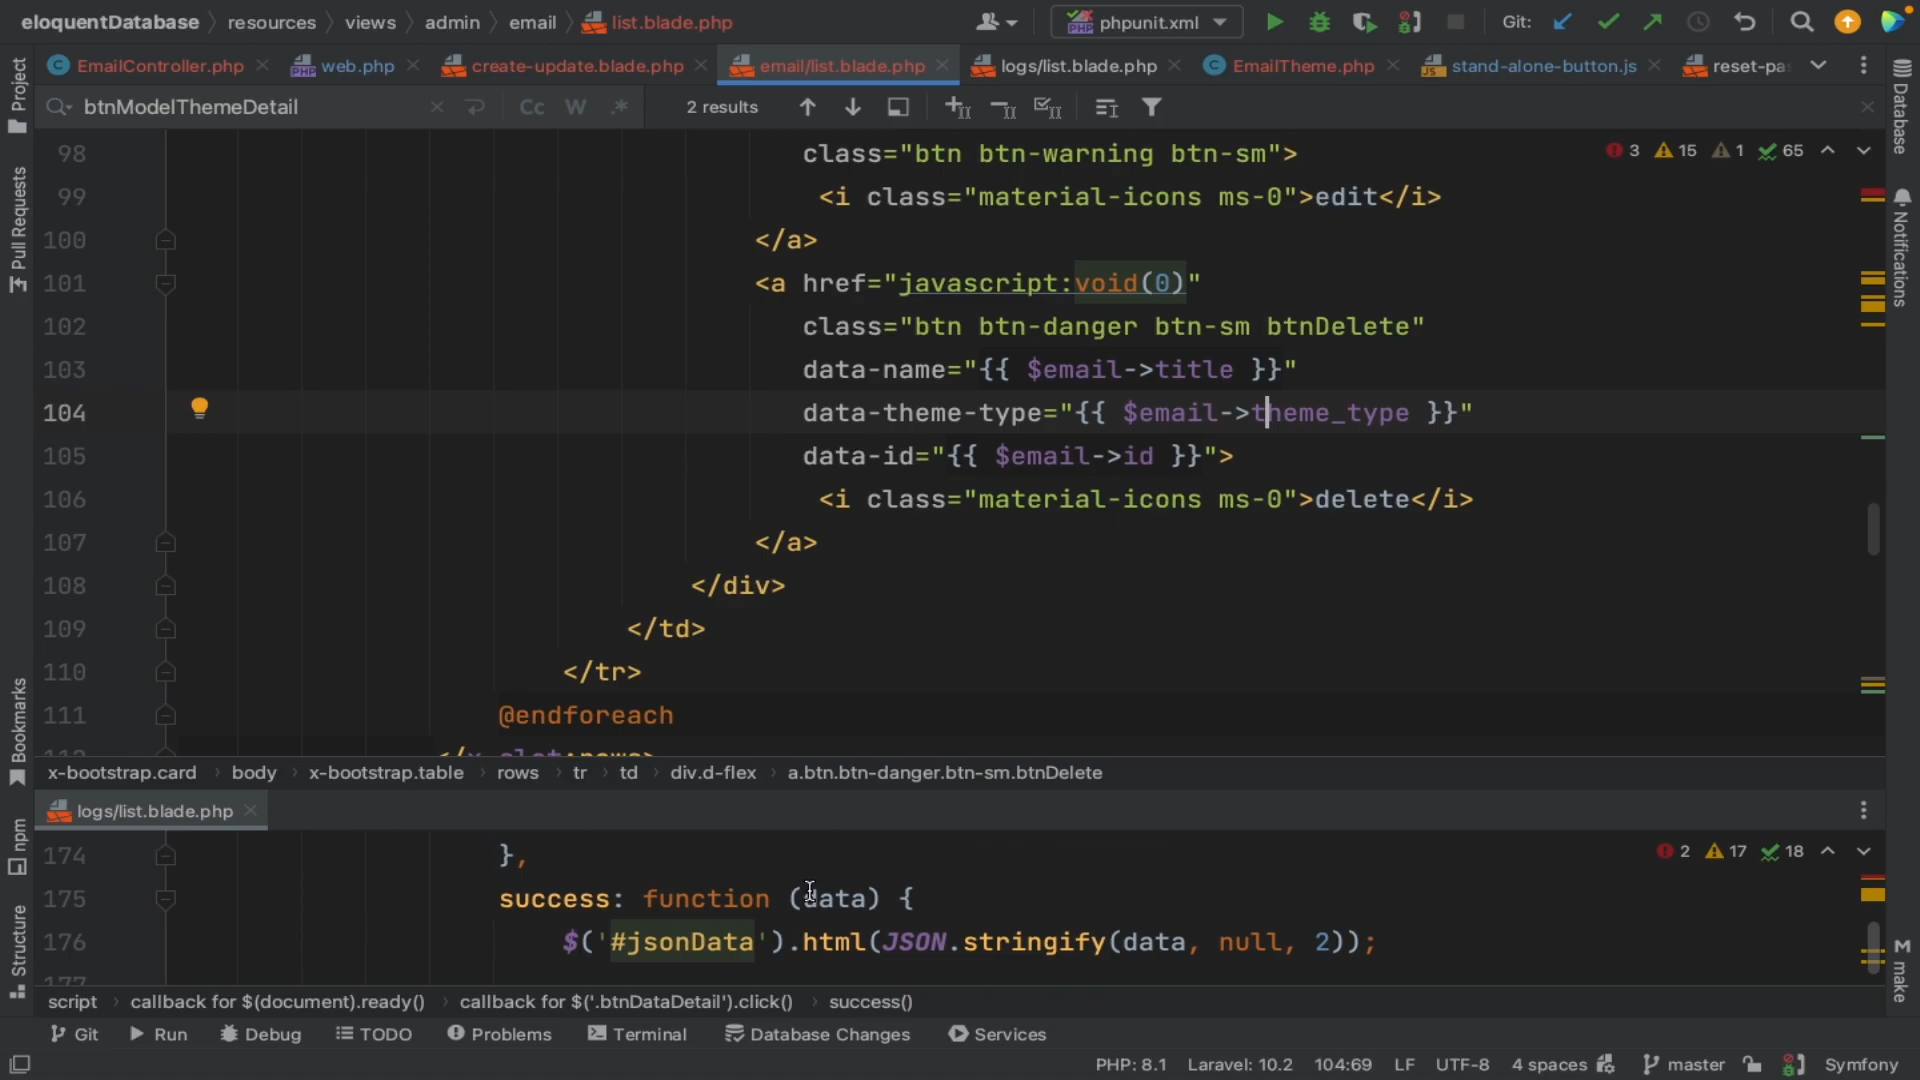 eloquentDatabase resources views admin email list.blade.php phpunit.xml Git:
EmailController.php web.php create-update.blade.php email/list.blade.php logs/list.blade.php EmailTheme.php stand-alone-button.js
btnModelThemeDetail Cc W .* 2 results
3 15 1 65
98 class="btn btn-warning btn-sm">
99 <i class="material-icons ms-0">edit</i>
100 </a>
101 <a href="javascript:void(0)"
102 class="btn btn-danger btn-sm btnDelete"
103 data-name="{{ $email->title }}"
104 data-theme-type="{{ $email->theme_type }}"
105 data-id="{{ $email->id }}">
106 <i class="material-icons ms-0">delete</i>
107 </a>
108 </div>
109 </td>
110 </tr>
111 @endforeach
x-bootstrap.card body x-bootstrap.table rows tr td div.d-flex a.btn.btn-danger.btn-sm.btnDelete
logs/list.blade.php
2 17 18
174 },
175 success: function (data) {
176 $('#jsonData').html(JSON.stringify(data, null, 2));
script callback for $(document).ready() callback for $('.btnDataDetail').click() success()
Git Run Debug TODO Problems Terminal Database Changes Services
PHP: 8.1 Laravel: 10.2 104:69 LF UTF-8 4 spaces master Symfony
Project
Pull Requests
Bookmarks
npm
Structure
Database
Notifications
make